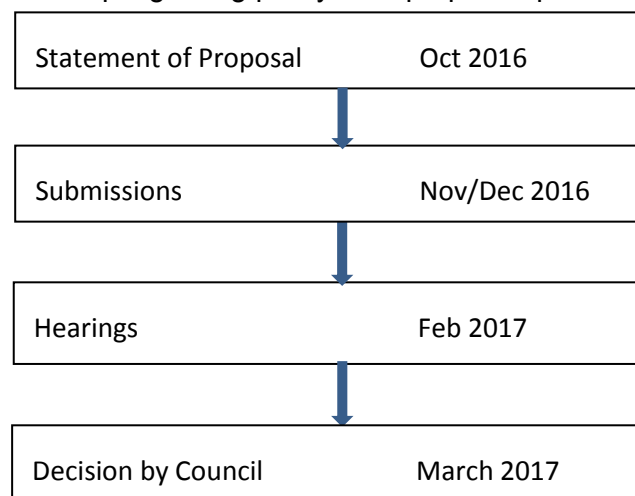 Statement of Proposal Oct 2016
Submissions Nov/Dec 2016
Hearings Feb 2017
Decision by Council March 2017